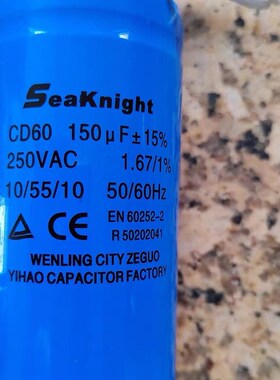 SeaKnight
CD60 150μF±15%
250VAC 1.67/1%
10/55/10 50/60Hz
CE EN 60252-2
R 50202041
WENLING CITY ZEGUO
YIHAO CAPACITOR FACTORY